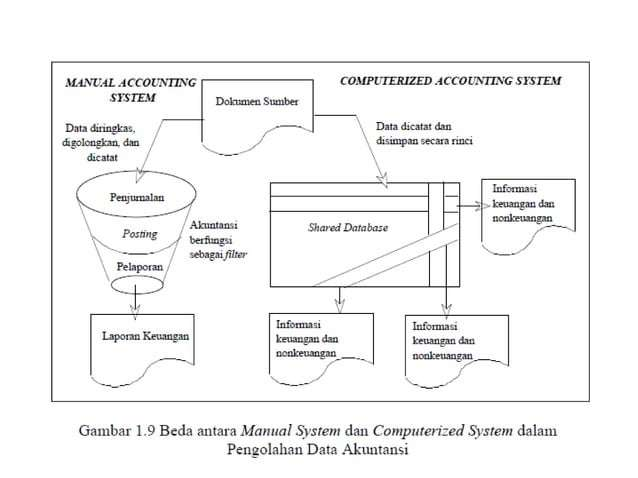 MANUAL ACCOUNTING
SYSTEM
COMPUTERIZED ACCOUNTING SYSTEM
Dokumen Sumber
Data diringkas,
digolongkan, dan
dicatat
Data dicatat dan
disimpan secara rinci
Penjurnalan
Posting
Pelaporan
Akuntansi
berfungsi
sebagai filter
Shared Database
Informasi
keuangan dan
nonkeuangan
Laporan Keuangan
Informasi
keuangan dan
nonkeuangan
Informasi
keuangan dan
nonkeuangan
Gambar 1.9 Beda antara Manual System dan Computerized System dalam
Pengolahan Data Akuntansi